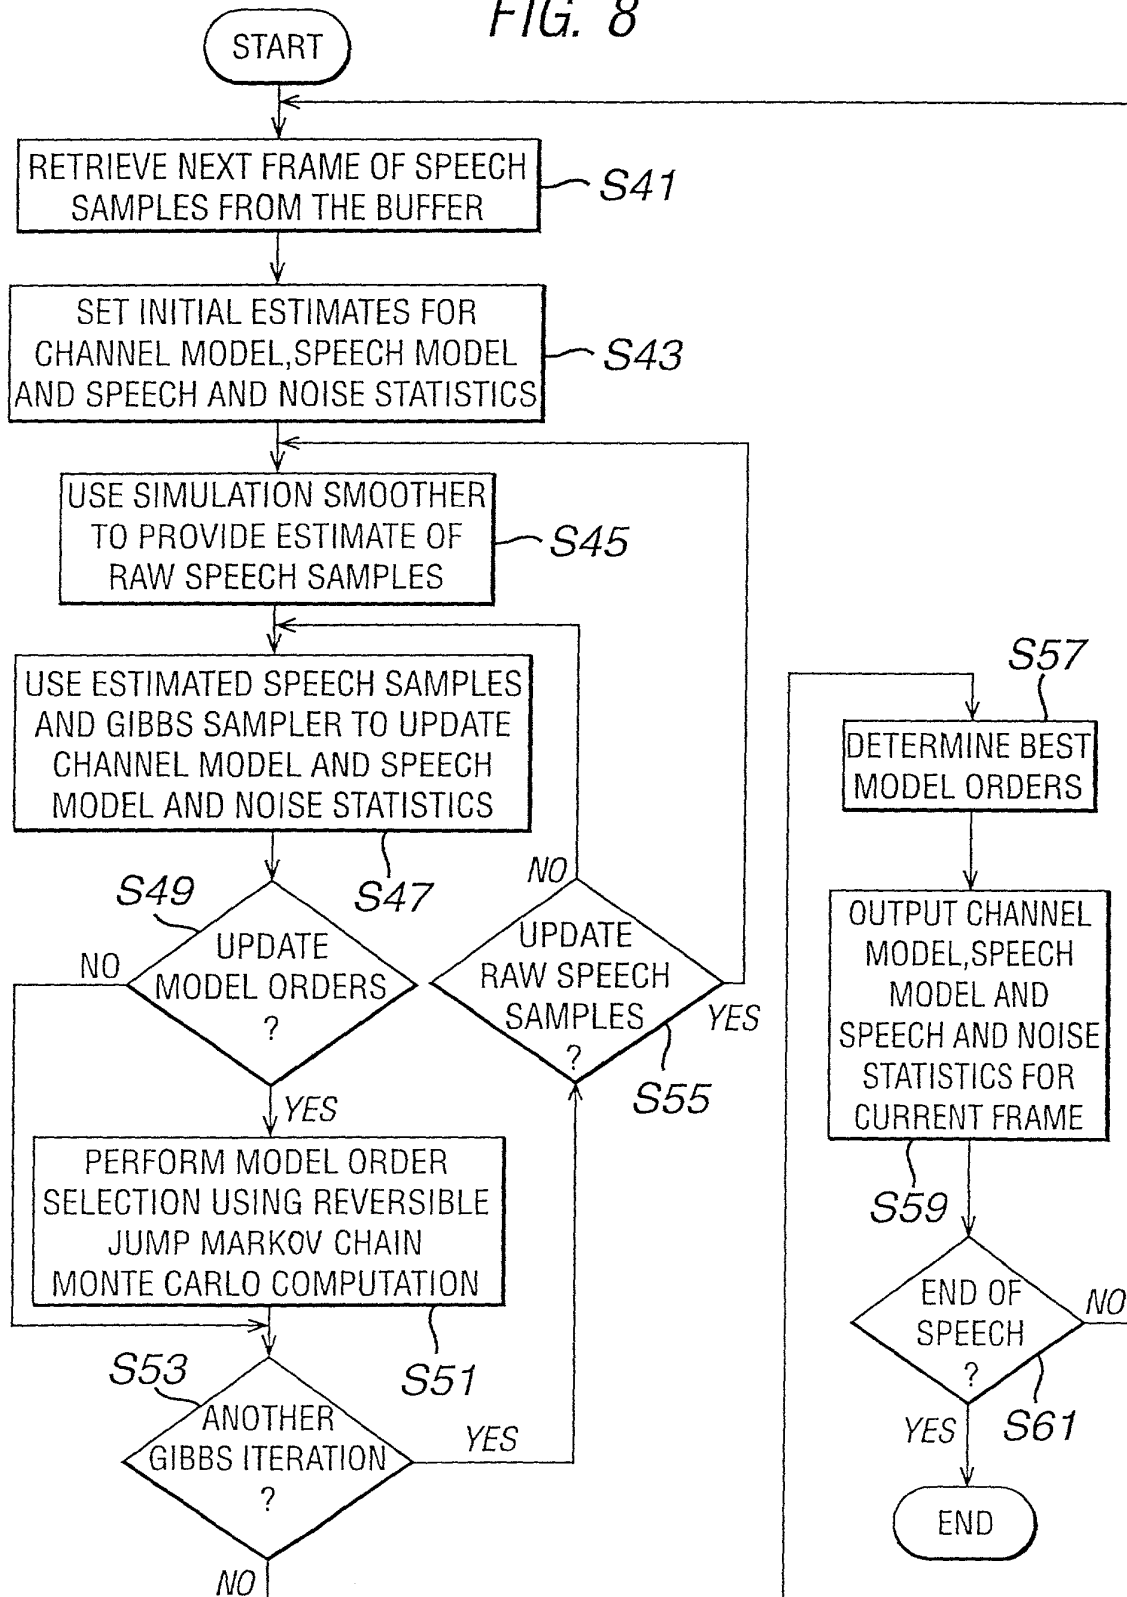 FIG. 8
START
RETRIEVE NEXT FRAME OF SPEECH
SAMPLES FROM THE BUFFER
S41
SET INITIAL ESTIMATES FOR
CHANNEL MODEL,SPEECH MODEL
AND SPEECH AND NOISE STATISTICS
S43
USE SIMULATION SMOOTHER
TO PROVIDE ESTIMATE OF
RAW SPEECH SAMPLES
S45
USE ESTIMATED SPEECH SAMPLES
AND GIBBS SAMPLER TO UPDATE
CHANNEL MODEL AND SPEECH
MODEL AND NOISE STATISTICS
S47
S49
UPDATE
MODEL ORDERS
?
NO
YES
PERFORM MODEL ORDER
SELECTION USING REVERSIBLE
JUMP MARKOV CHAIN
MONTE CARLO COMPUTATION
S51
S53
ANOTHER
GIBBS ITERATION
?
YES
NO
NO
UPDATE
RAW SPEECH
SAMPLES
?
YES
S55
S57
DETERMINE BEST
MODEL ORDERS
OUTPUT CHANNEL
MODEL,SPEECH
MODEL AND
SPEECH AND NOISE
STATISTICS FOR
CURRENT FRAME
S59
END OF
SPEECH
?
NO
S61
YES
END